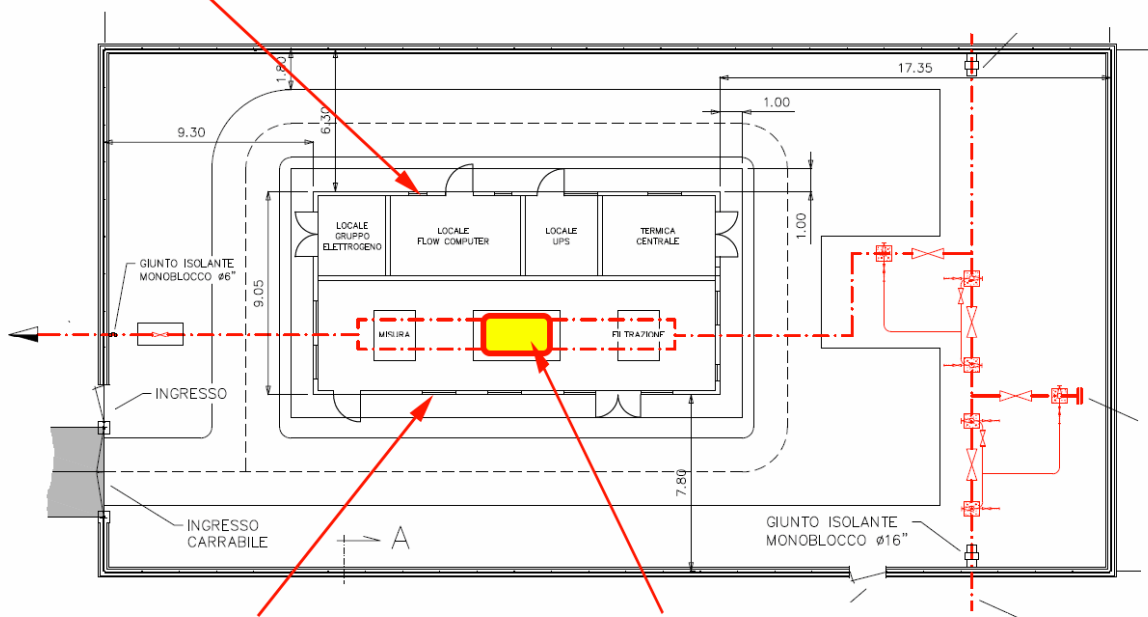 17.35
1.80
1.00
6.30
9.30
LOCALE
GRUPPO
ELETTROGENO
LOCALE
FLOW COMPUTER
LOCALE
UPS
TERMICA
CENTRALE
1.00
GIUNTO ISOLANTE
MONOBLOCCO ø6"
9.05
MISURA
FILTRAZIONE
INGRESSO
7.80
INGRESSO
CARRABILE
A
GIUNTO ISOLANTE
MONOBLOCCO ø16"